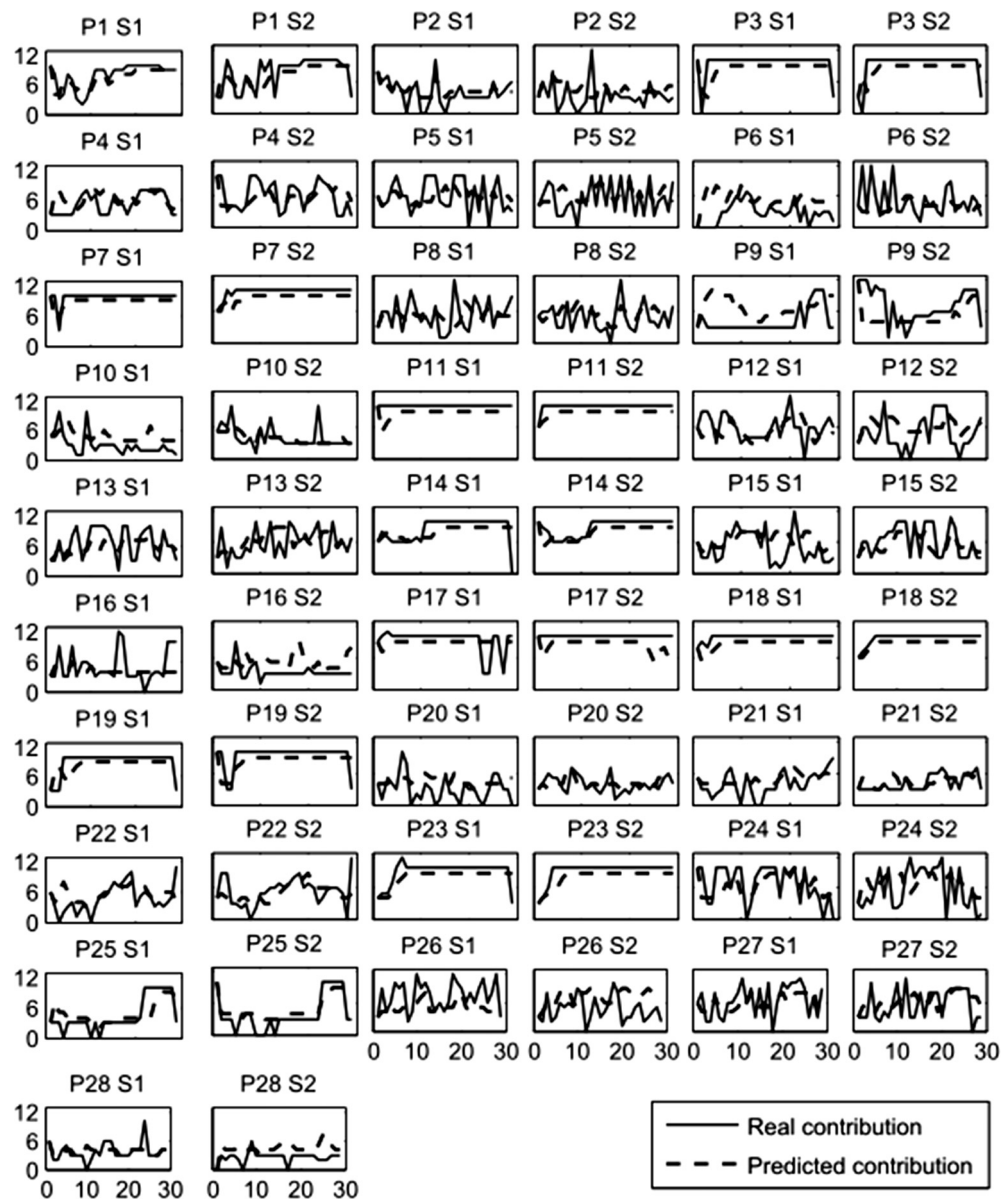 P1 S1 P1 S2 P2 S1 P2 S2 P3 S1 P3 S2
12
6
0
P4 S1 P4 S2 P5 S1 P5 S2 P6 S1 P6 S2
12
6
0
P7 S1 P7 S2 P8 S1 P8 S2 P9 S1 P9 S2
12
6
0
P10 S1 P10 S2 P11 S1 P11 S2 P12 S1 P12 S2
12
6
0
P13 S1 P13 S2 P14 S1 P14 S2 P15 S1 P15 S2
12
6
0
P16 S1 P16 S2 P17 S1 P17 S2 P18 S1 P18 S2
12
6
0
P19 S1 P19 S2 P20 S1 P20 S2 P21 S1 P21 S2
12
6
0
P22 S1 P22 S2 P23 S1 P23 S2 P24 S1 P24 S2
12
6
0
P25 S1 P25 S2 P26 S1 P26 S2 P27 S1 P27 S2
12
6
0
0 10 20 30 0 10 20 30 0 10 20 30 0 10 20 30
P28 S1 P28 S2
12
6
0
0 10 20 30 0 10 20 30
Real contribution
Predicted contribution